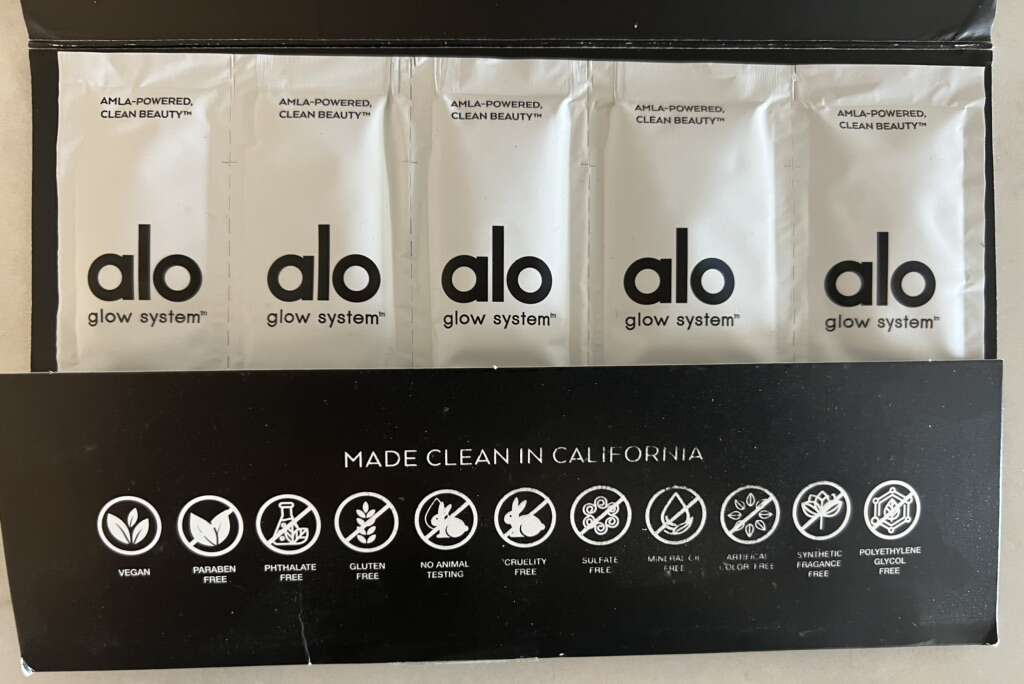 AMLA-POWERED,
CLEAN BEAUTY™
alo
glow system™
AMLA-POWERED,
CLEAN BEAUTY™
alo
glow system™
AMLA-POWERED,
CLEAN BEAUTY™
alo
glow system™
AMLA-POWERED,
CLEAN BEAUTY™
alo
glow system™
AMLA-POWERED,
CLEAN BEAUTY™
alo
glow system™
MADE CLEAN IN CALIFORNIA
VEGAN
PARABEN
FREE
PHTHALATE
FREE
GLUTEN
FREE
NO ANIMAL
TESTING
CRUELITY
FREE
SULFATE
FREE
MINERAL OIL
FREE
ARTIFICAL
COLOR FREE
SYNTHETIC
FRAGANCE
FREE
POLYETHYLENE
GLYCOL
FREE